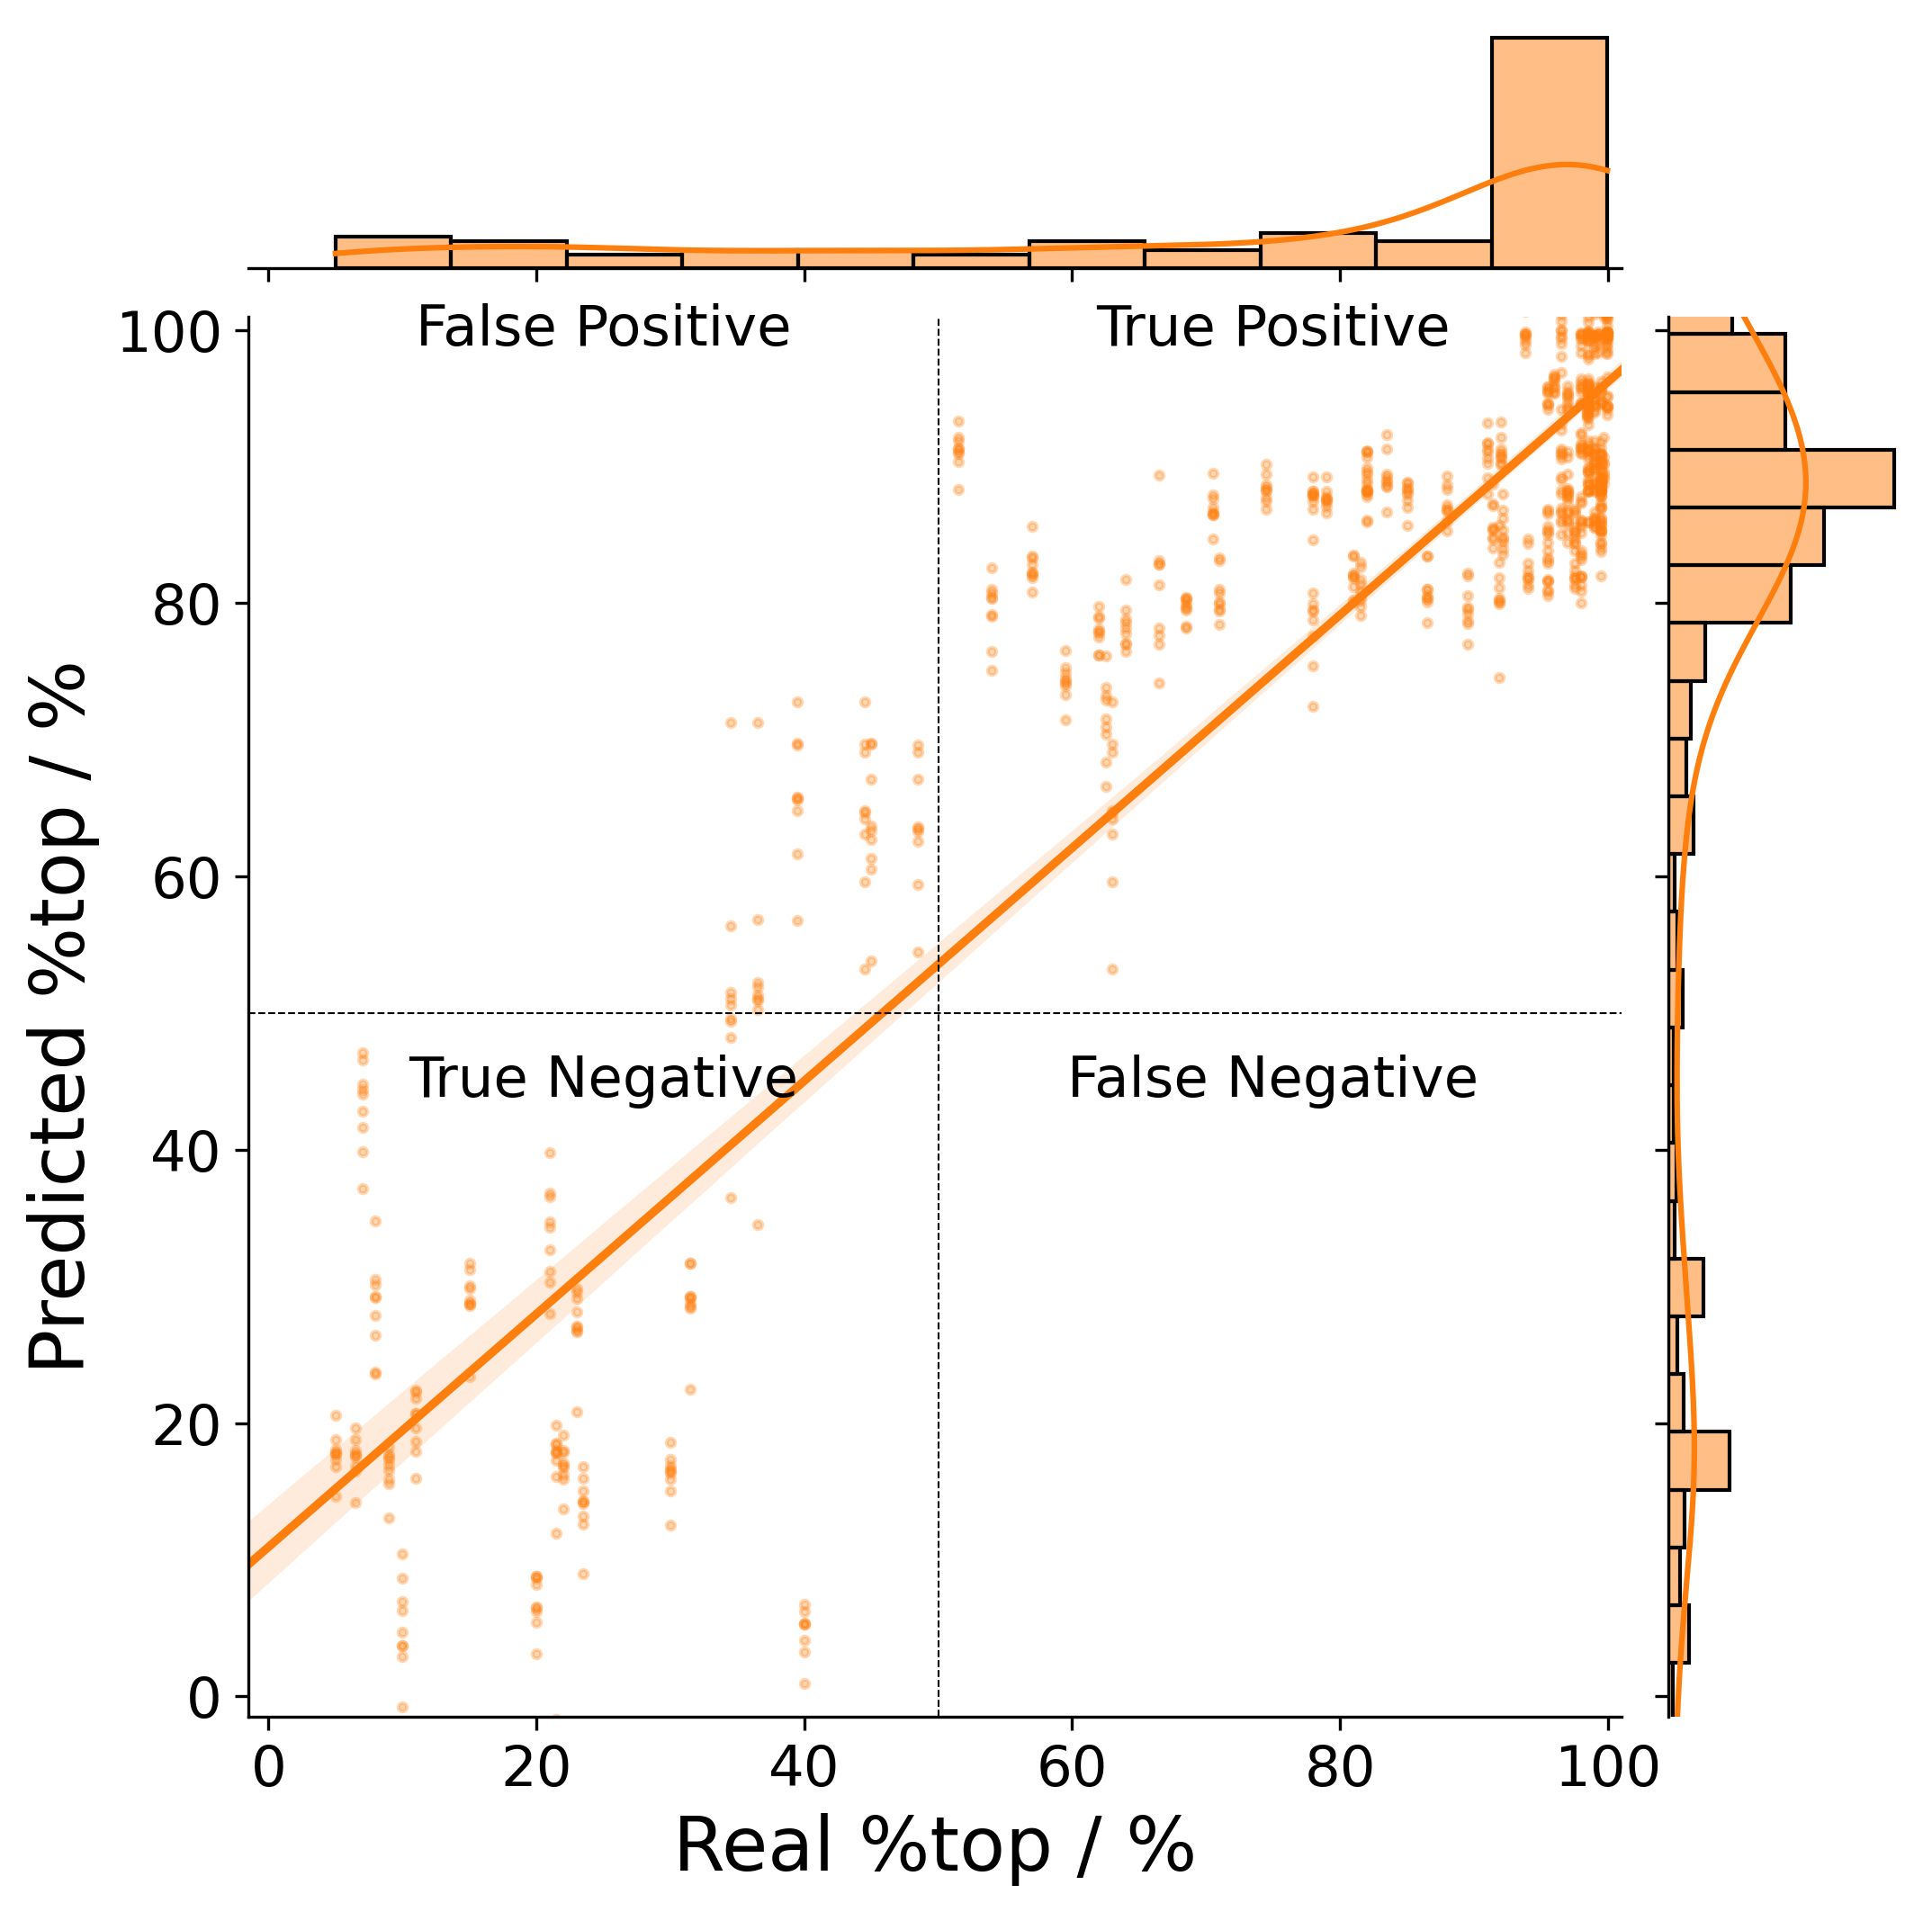 False Positive
True Positive
100
80
60
40
20
0
True Negative
False Negative
Predicted %top / %
0
20
40
60
80
100
Real %top / %